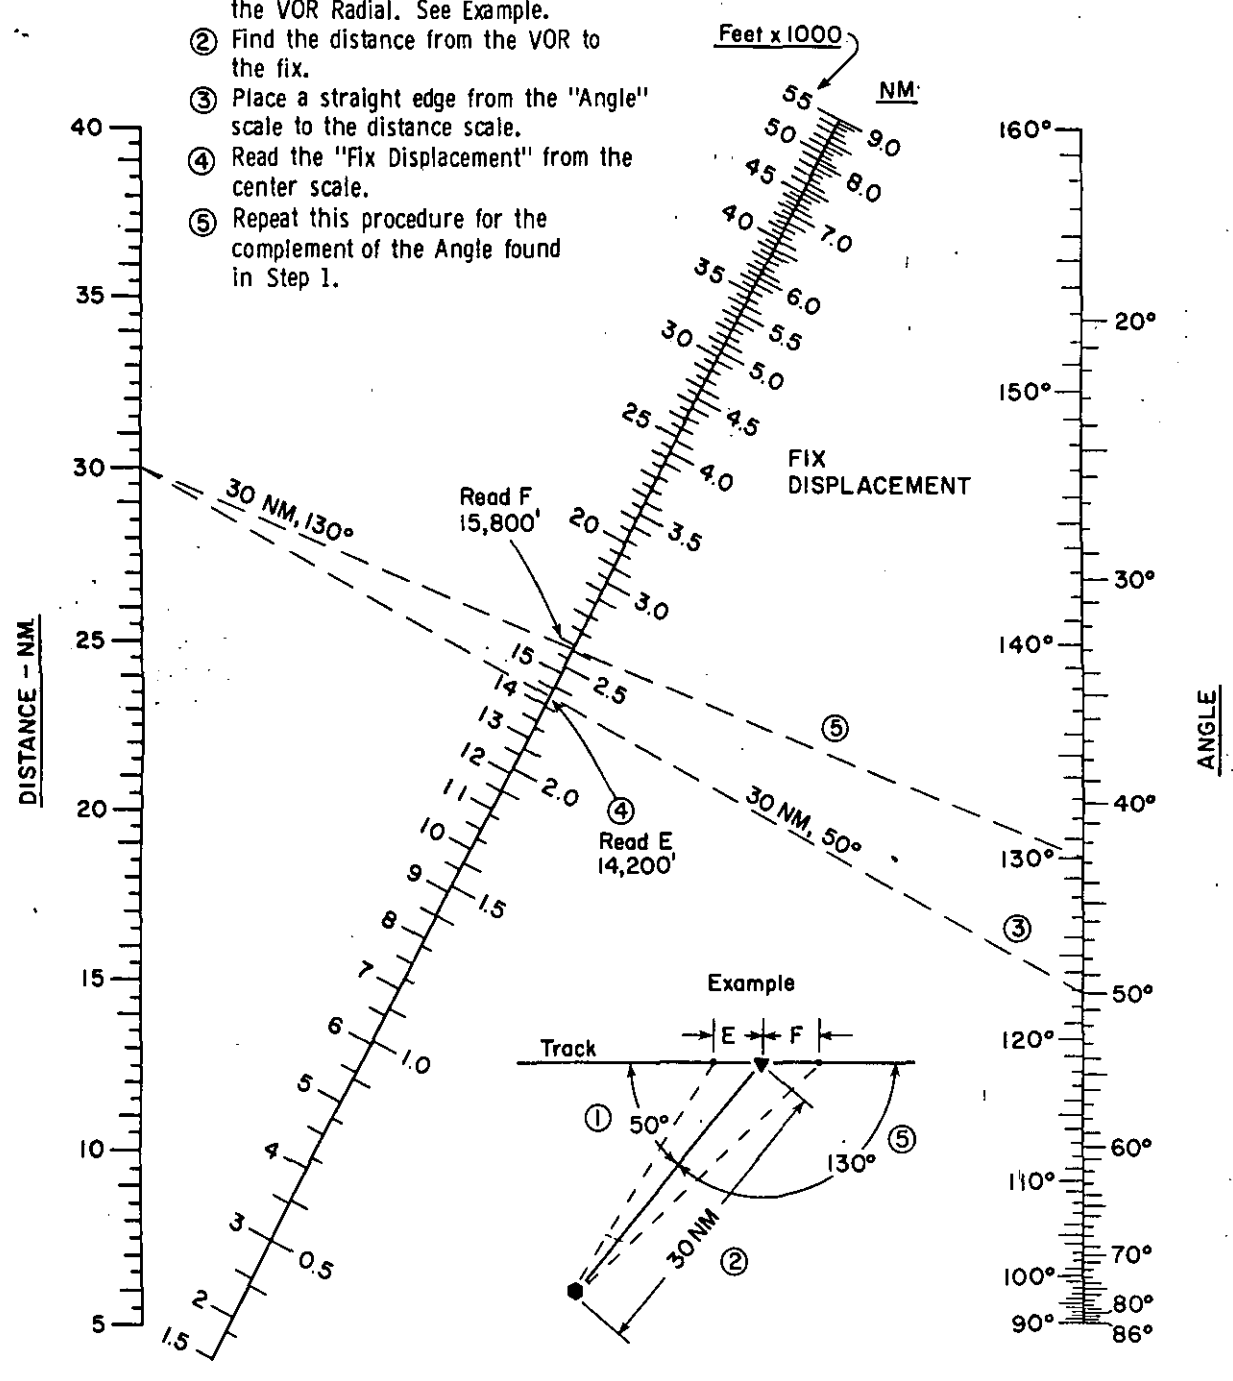 the VOR Radial. See Example.
② Find the distance from the VOR to
the fix.
③ Place a straight edge from the "Angle"
scale to the distance scale.
④ Read the "Fix Displacement" from the
center scale.
⑤ Repeat this procedure for the
complement of the Angle found
in Step 1.
Feet x 1000
NM
55
50
45
40
35
30
25
20
15
14
13
12
11
10
9
8
7
6
5
4
3
2
1.5
9.0
8.0
7.0
6.0
5.5
5.0
4.5
4.0
3.5
3.0
2.5
2.0
1.5
1.0
0.5
FIX
DISPLACEMENT
DISTANCE - NM.
40
35
30
25
20
15
10
5
30 NM, 130°
Read F
15,800'
⑤
④
Read E
14,200'
30 NM, 50°
③
ANGLE
160°
150°
140°
130°
120°
110°
100°
90°
20°
30°
40°
50°
60°
70°
80°
86°
Example
E
F
Track
① 50°
130°
⑤
30 NM
②